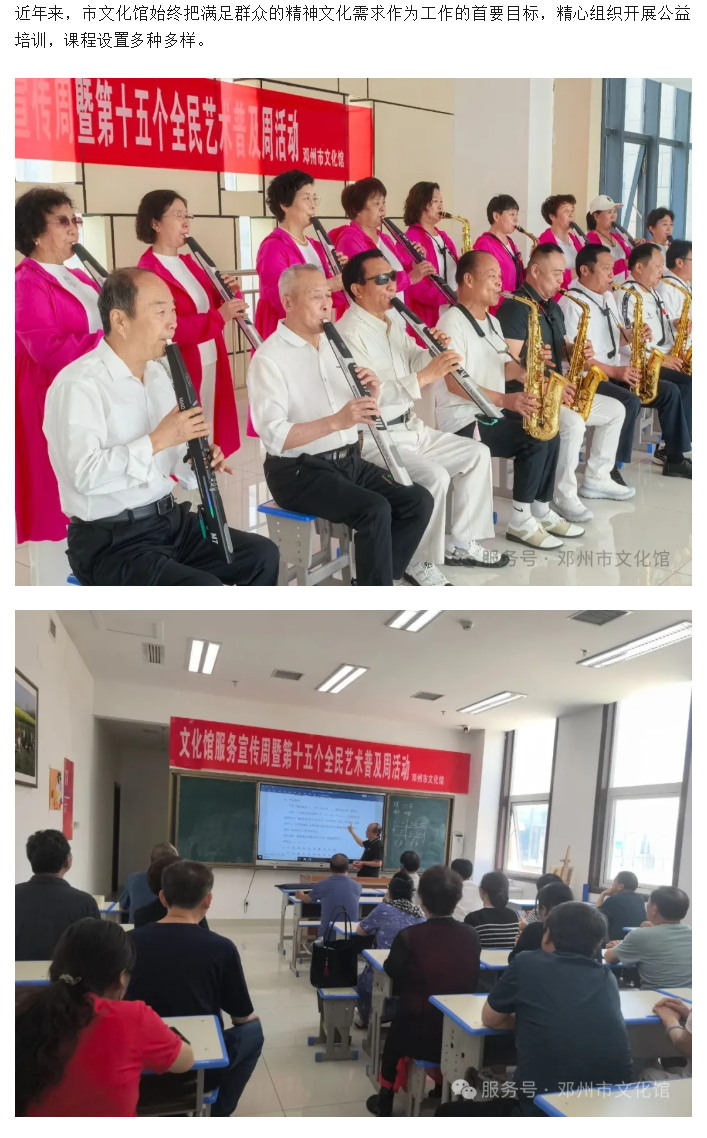 近年来，市文化馆始终把满足群众的精神文化需求作为工作的首要目标，精心组织开展公益
培训，课程设置多种多样。
宣传周暨第十五个全民艺术普及周活动
邓州市文化馆
M7
服务号 · 邓州市文化馆
文化馆服务宣传周暨第十五个全民艺术普及周活动
邓州市文化馆
服务号 · 邓州市文化馆